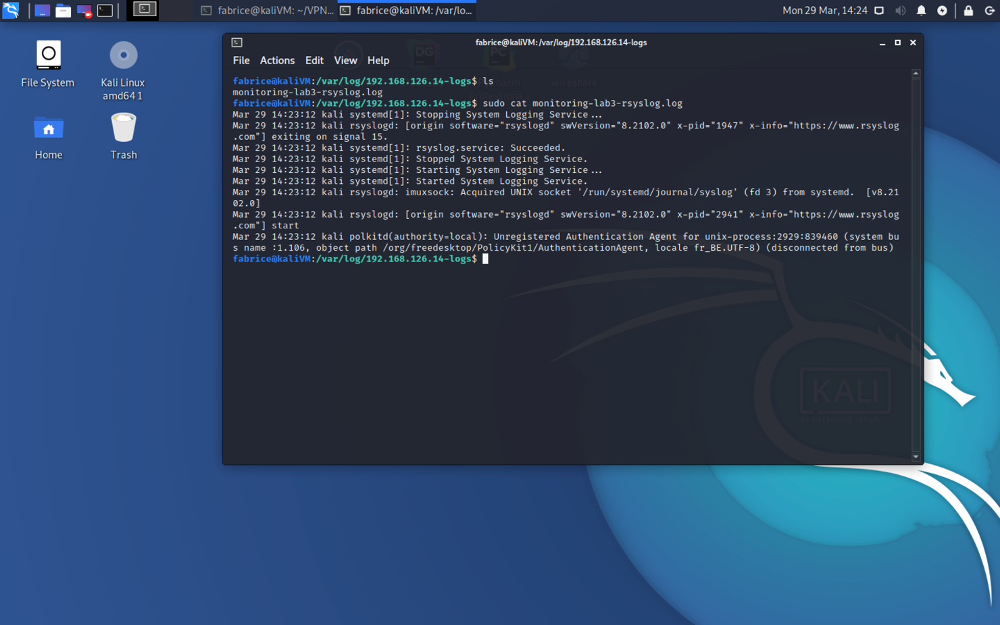 fabrice@kaliVM: ~/VPN...
fabrice@kaliVM: /var/lo...
Mon 29 Mar, 14:24
File System
Kali Linux
amd64 1
Home
Trash
fabrice@kaliVM: /var/log/192.168.126.14-logs
File Actions Edit View Help
fabrice@kaliVM:/var/log/192.168.126.14-logs$ ls
monitoring-lab3-rsyslog.log
fabrice@kaliVM:/var/log/192.168.126.14-logs$ sudo cat monitoring-lab3-rsyslog.log
Mar 29 14:23:12 kali systemd[1]: Stopping System Logging Service...
Mar 29 14:23:12 kali rsyslogd: [origin software="rsyslogd" swVersion="8.2102.0" x-pid="1947" x-info="https://www.rsyslog
.com"] exiting on signal 15.
Mar 29 14:23:12 kali systemd[1]: rsyslog.service: Succeeded.
Mar 29 14:23:12 kali systemd[1]: Stopped System Logging Service.
Mar 29 14:23:12 kali systemd[1]: Starting System Logging Service...
Mar 29 14:23:12 kali systemd[1]: Started System Logging Service.
Mar 29 14:23:12 kali rsyslogd: imuxsock: Acquired UNIX socket '/run/systemd/journal/syslog' (fd 3) from systemd.  [v8.21
02.0]
Mar 29 14:23:12 kali rsyslogd: [origin software="rsyslogd" swVersion="8.2102.0" x-pid="2941" x-info="https://www.rsyslog
.com"] start
Mar 29 14:23:12 kali polkitd(authority=local): Unregistered Authentication Agent for unix-process:2929:839460 (system bu
s name :1.106, object path /org/freedesktop/PolicyKit1/AuthenticationAgent, locale fr_BE.UTF-8) (disconnected from bus)
fabrice@kaliVM:/var/log/192.168.126.14-logs$
DG
PC
wireshark
KALI
BY OFFENSIVE SECURITY